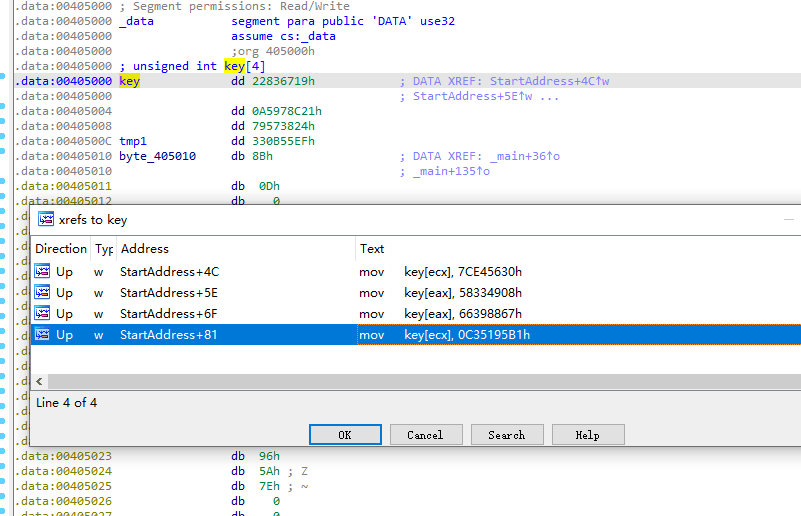 .data:00405000 ; Segment permissions: Read/Write
.data:00405000 _data segment para public 'DATA' use32
.data:00405000 assume cs:_data
.data:00405000 ;org 405000h
.data:00405000 ; unsigned int key[4]
.data:00405000 key dd 22836719h ; DATA XREF: StartAddress+4C↑w
.data:00405000 ; StartAddress+5E↑w ...
.data:00405004 dd 0A5978C21h
.data:00405008 dd 79573824h
.data:0040500C tmp1 dd 330B55EFh
.data:00405010 byte_405010 db 8Bh ; DATA XREF: _main+36↑o
.data:00405010 ; _main+135↑o
.data:00405011 db 0Dh
.data:00405012 db 0
xrefs to key
Direction Typ Address Text
Up w StartAddress+4C mov key[ecx], 7CE45630h
Up w StartAddress+5E mov key[eax], 58334908h
Up w StartAddress+6F mov key[eax], 66398867h
Up w StartAddress+81 mov key[ecx], 0C35195B1h
Line 4 of 4
OK Cancel Search Help
.data:00405023 db 96h
.data:00405024 db 5Ah ; Z
.data:00405025 db 7Eh ; ~
.data:00405026 db 0
.data:00405027 db 0